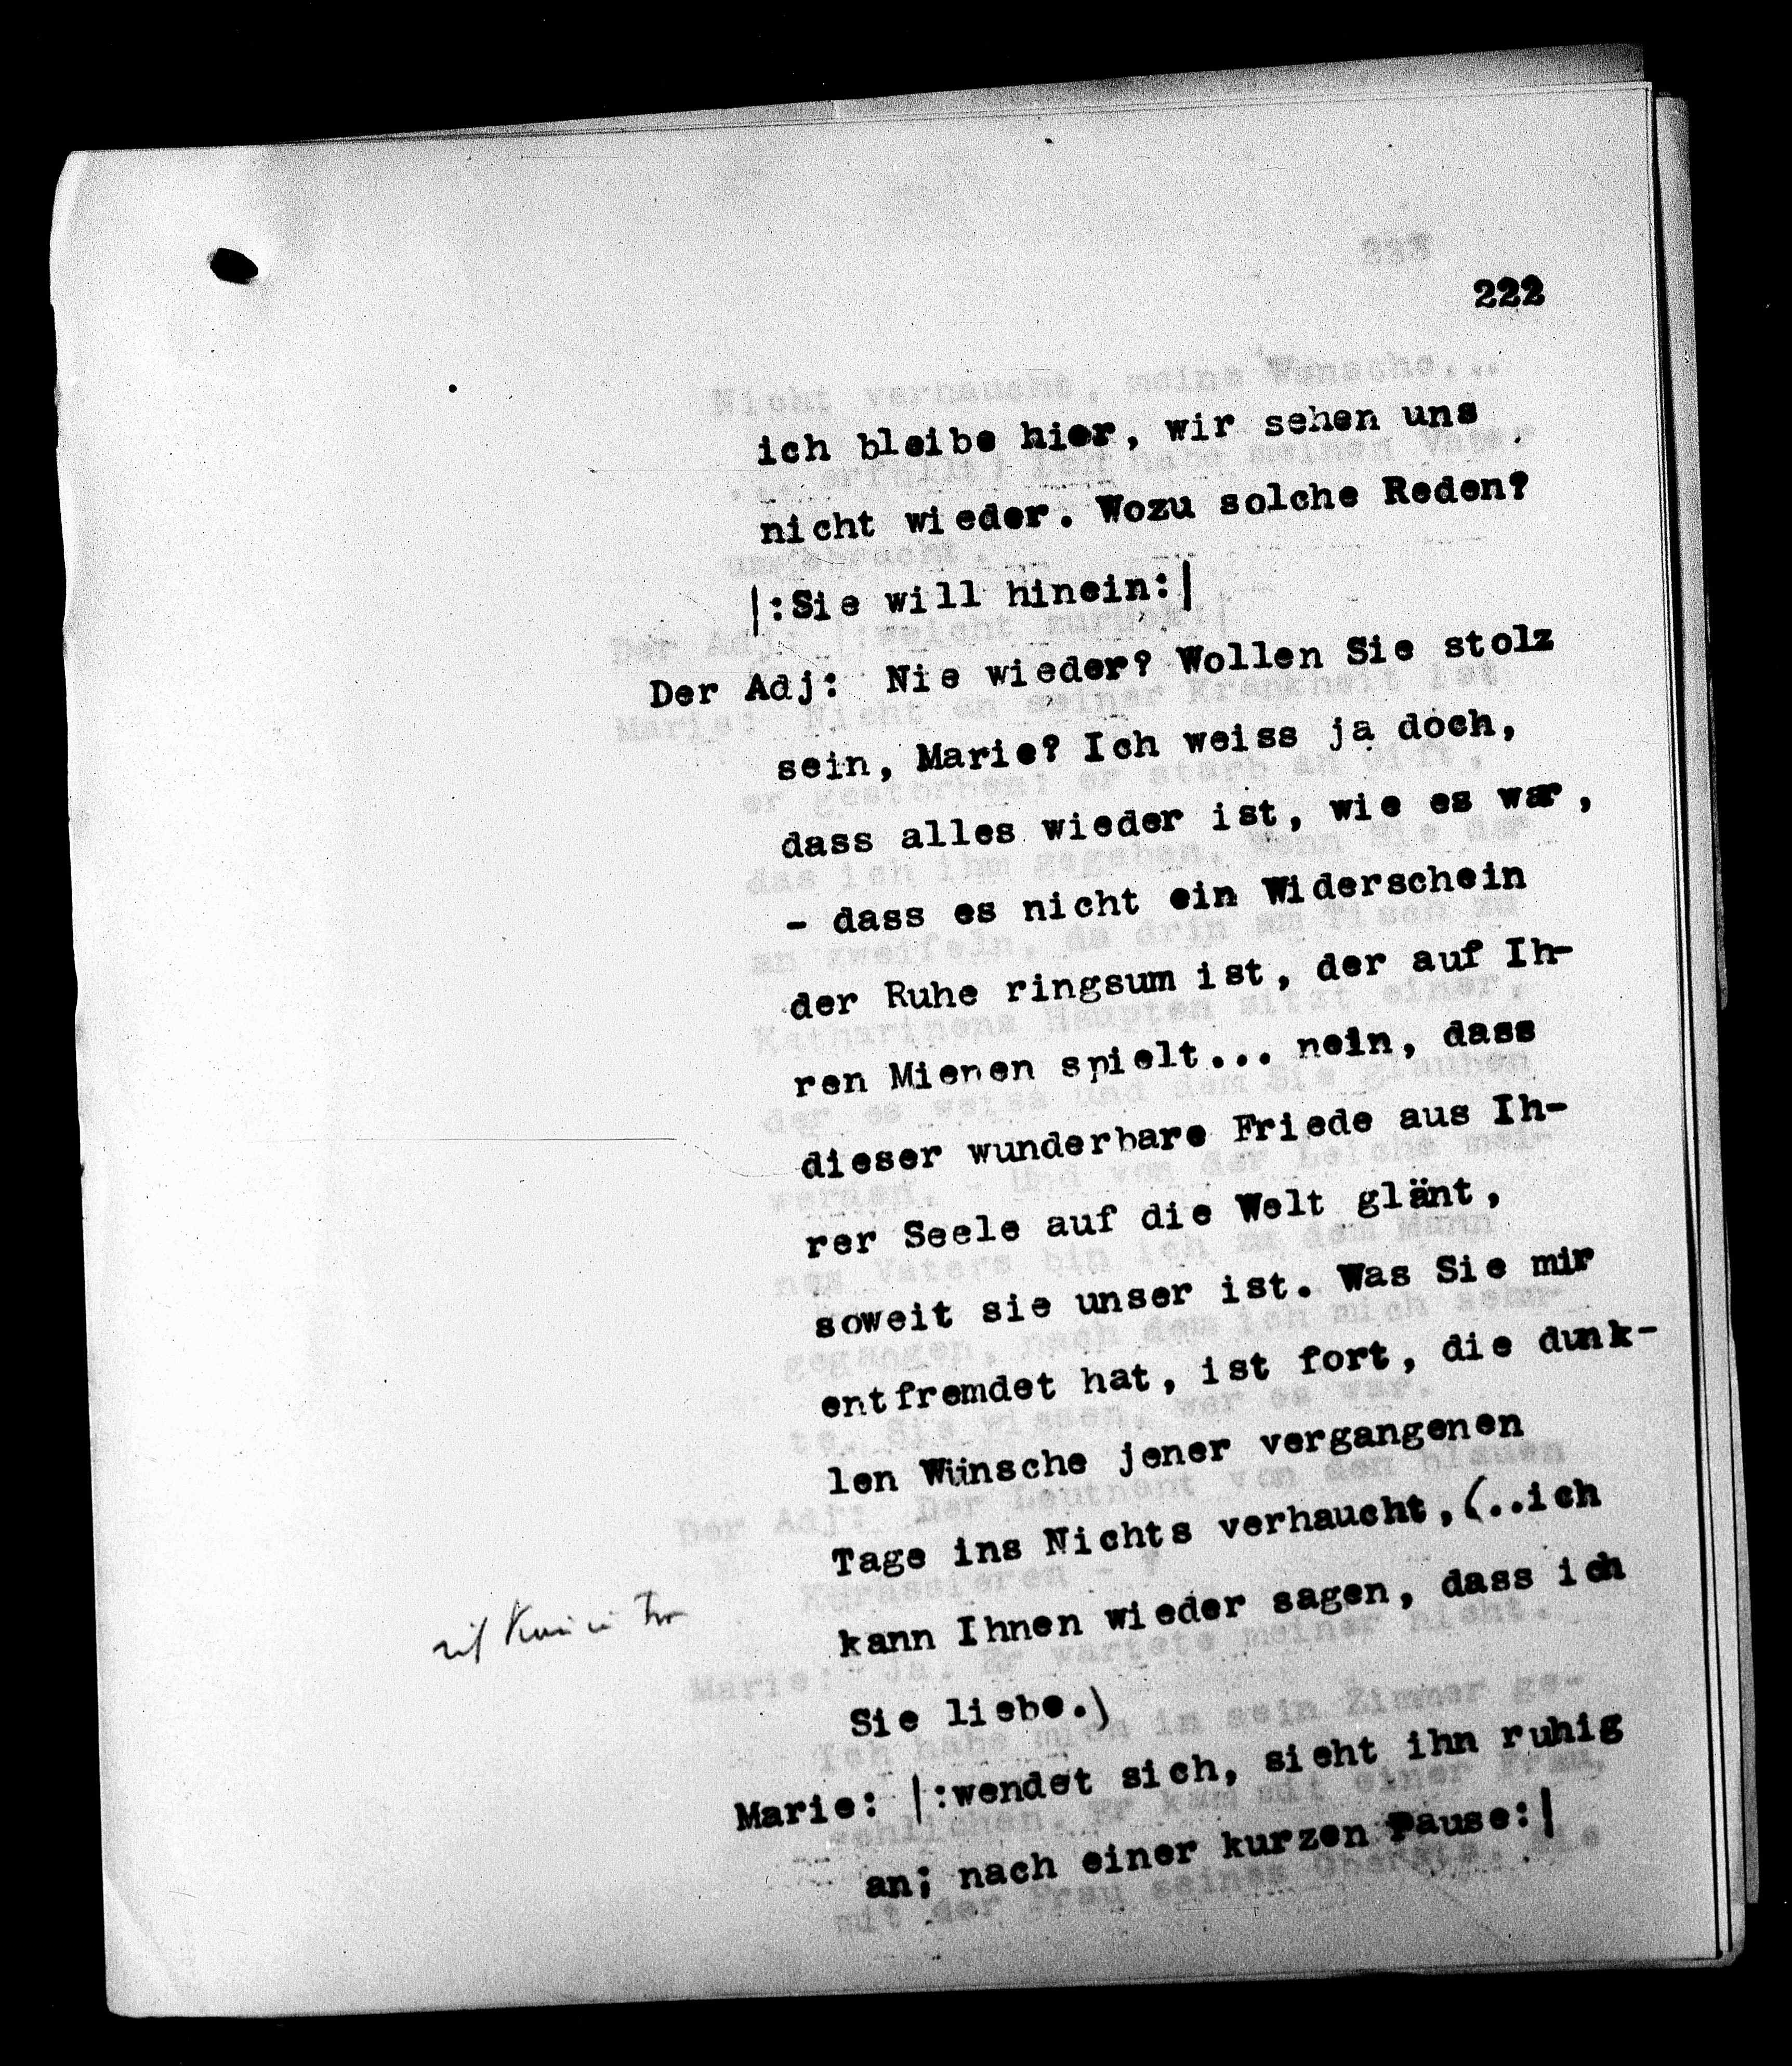 222
ich bleibe hier, wir sehen uns
nicht wieder. Wozu solche Reden?
|:Sie will hinein:|
Der Adj: Nie wieder? Wollen Sie stolz
sein, Marie? Ich weiss ja doch,
dass alles wieder ist, wie es war,
- dass es nicht ein Widerschein
der Ruhe ringsum ist, der auf Ih-
ren Mienen spielt... nein, dass
dieser wunderbare Friede aus Ih-
rer Seele auf die Welt glänt,
soweit sie unser ist. Was Sie mir
entfremdet hat, ist fort, die dunk-
len Wünsche jener vergangenen
Tage ins Nichts verhaucht,(..ich
kann Ihnen wieder sagen, dass ich
Sie liebe.)
Marie: |:wendet sich, sieht ihn ruhig
an; nach einer kurzen Pause:|